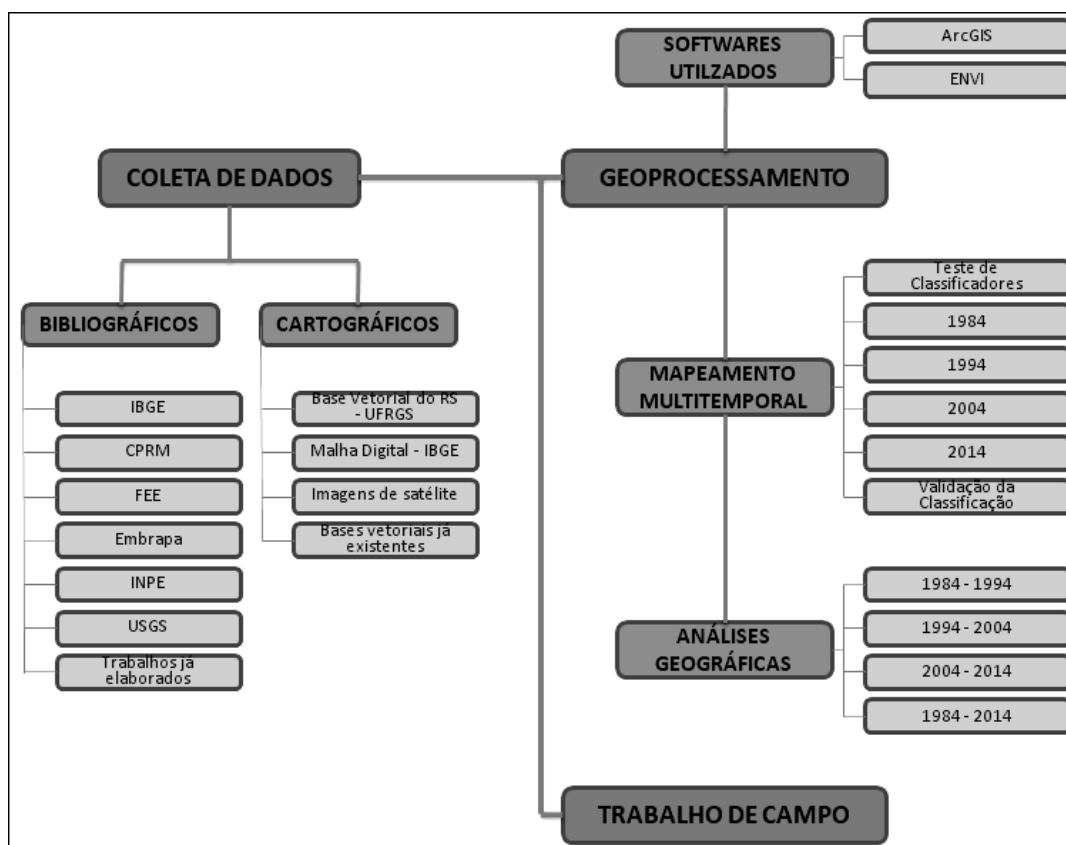 SOFTWARES
UTILZADOS
ArcGIS
ENVI
COLETA DE DADOS
GEOPROCESSAMENTO
BIBLIOGRÁFICOS
IBGE
CPRM
FEE
Embrapa
INPE
USGS
Trabalhos já
elaborados
CARTOGRÁFICOS
Base Vetorial do RS
- UFRGS
Malha Digital - IBGE
Imagens de satélite
Bases vetoriais já
existentes
MAPEAMENTO
MULTITEMPORAL
Teste de
Classificadores
1984
1994
2004
2014
Validação da
Classificação
ANÁLISES
GEOGRÁFICAS
1984 - 1994
1994 - 2004
2004 - 2014
1984 - 2014
TRABALHO DE CAMPO